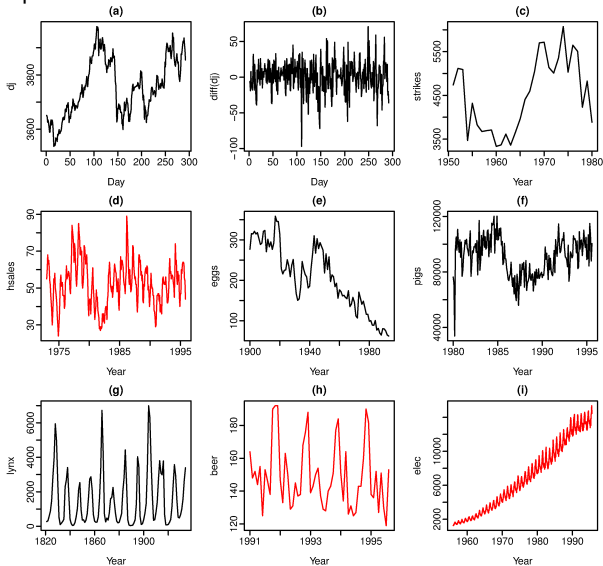 (a)
(b)
(c)
dj
3600 3800
0 50 100 150 200 250 300
Day
diff(dj)
−100 −50 0 50
0 50 100 150 200 250 300
Day
strikes
3500 4500 5500
1950 1960 1970 1980
Year
(d)
(e)
(f)
hsales
30 50 70 90
1975 1985 1995
Year
eggs
100 200 300
1900 1940 1980
Year
pigs
40000 80000 120000
1980 1985 1990 1995
Year
(g)
(h)
(i)
lynx
0 2000 4000 6000
1820 1860 1900
Year
beer
120 140 160 188
1991 1993 1995
Year
elec
2000 6000 10000
1960 1970 1980 1990
Year